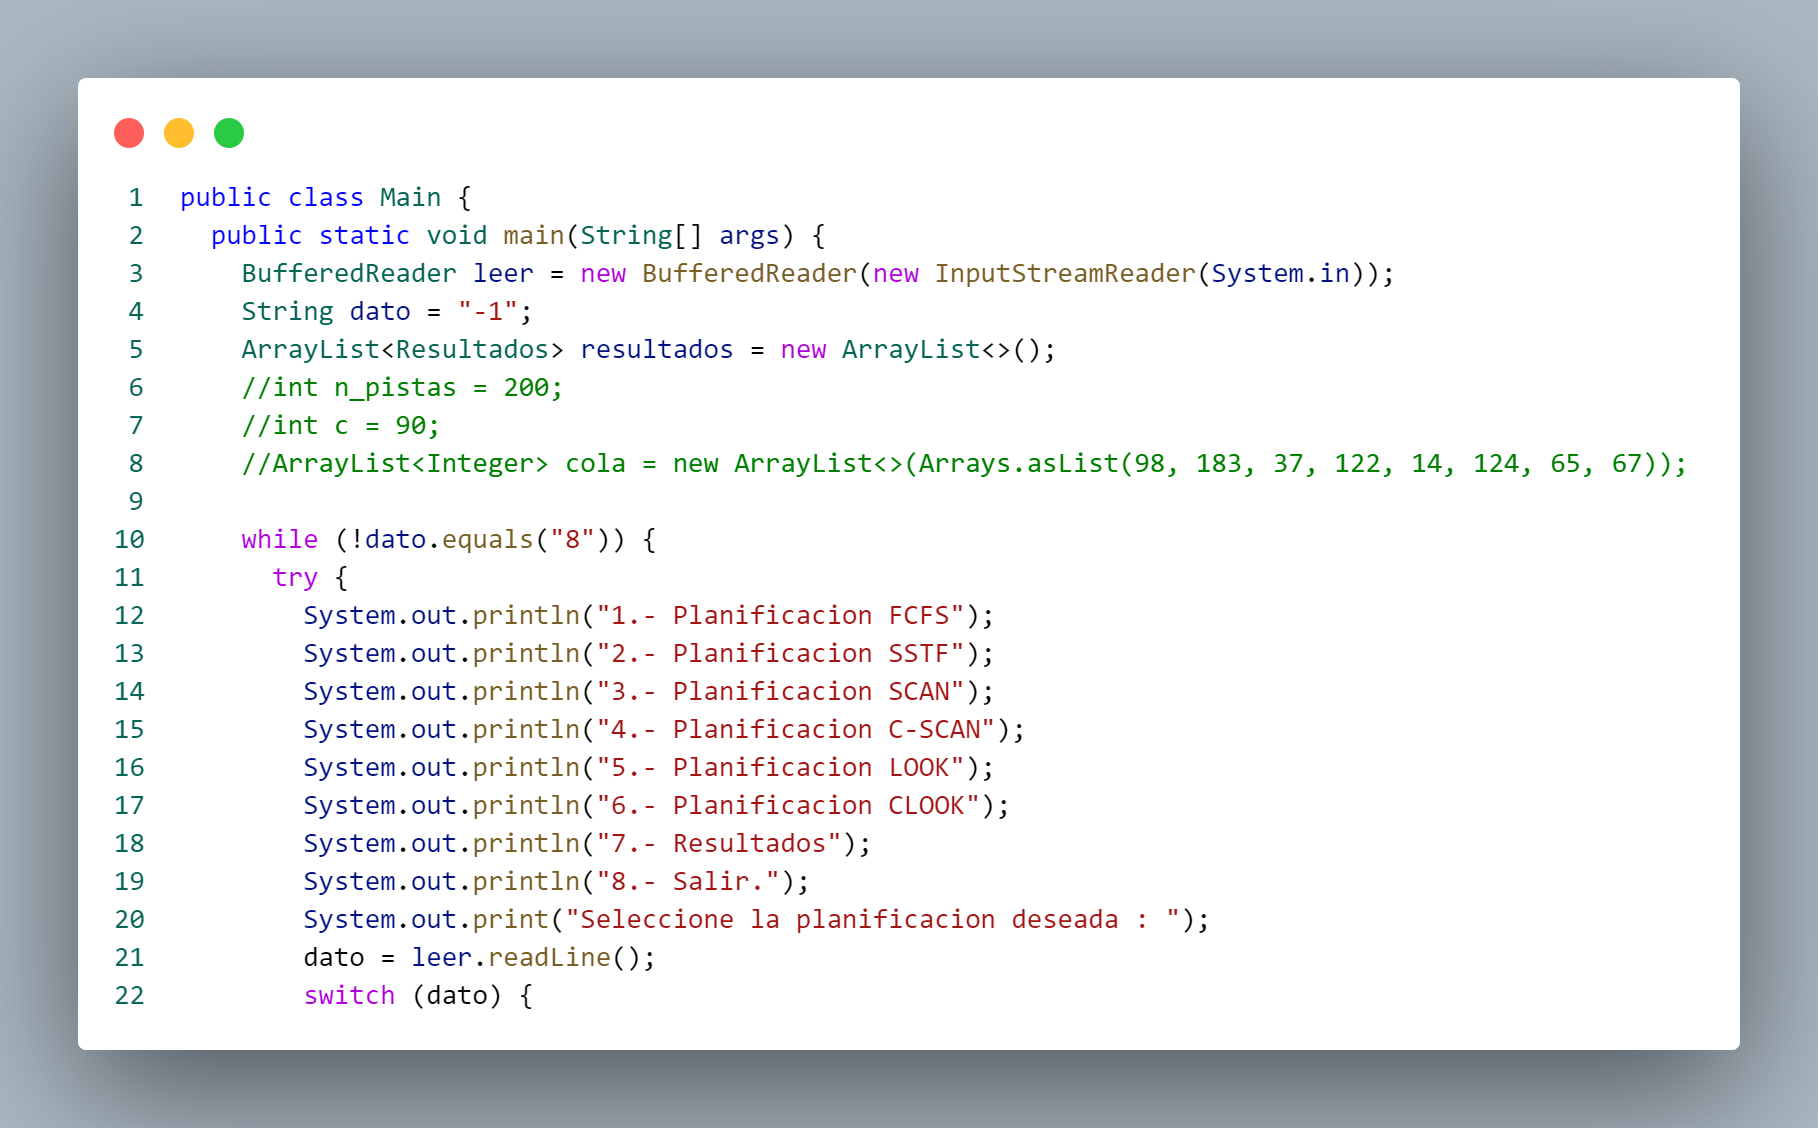 1 public class Main {
2 public static void main(String[] args) {
3 BufferedReader leer = new BufferedReader(new InputStreamReader(System.in));
4 String dato = "-1";
5 ArrayList<Resultados> resultados = new ArrayList<>();
6 //int n_pistas = 200;
7 //int c = 90;
8 //ArrayList<Integer> cola = new ArrayList<>(Arrays.asList(98, 183, 37, 122, 14, 124, 65, 67));
9
10 while (!dato.equals("8")) {
11 try {
12 System.out.println("1.- Planificacion FCFS");
13 System.out.println("2.- Planificacion SSTF");
14 System.out.println("3.- Planificacion SCAN");
15 System.out.println("4.- Planificacion C-SCAN");
16 System.out.println("5.- Planificacion LOOK");
17 System.out.println("6.- Planificacion CLOOK");
18 System.out.println("7.- Resultados");
19 System.out.println("8.- Salir.");
20 System.out.print("Seleccione la planificacion deseada : ");
21 dato = leer.readLine();
22 switch (dato) {